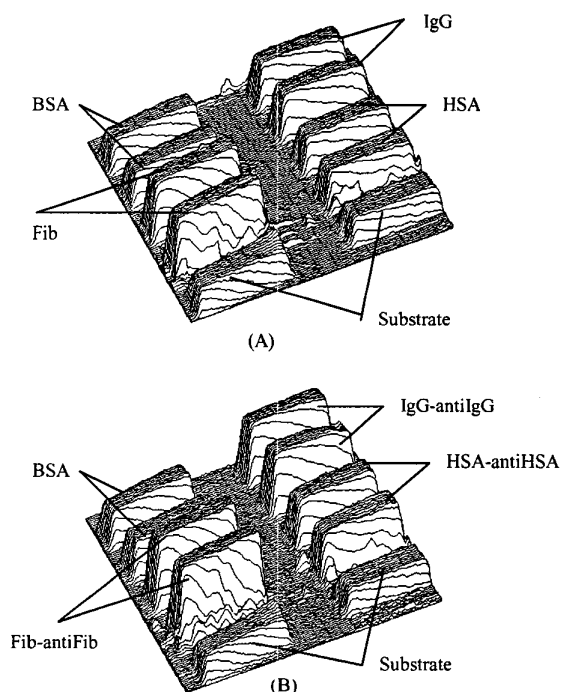 IgG
BSA
HSA
Fib
Substrate
(A)
IgG-antiIgG
BSA
HSA-antiHSA
Fib-antiFib
Substrate
(B)